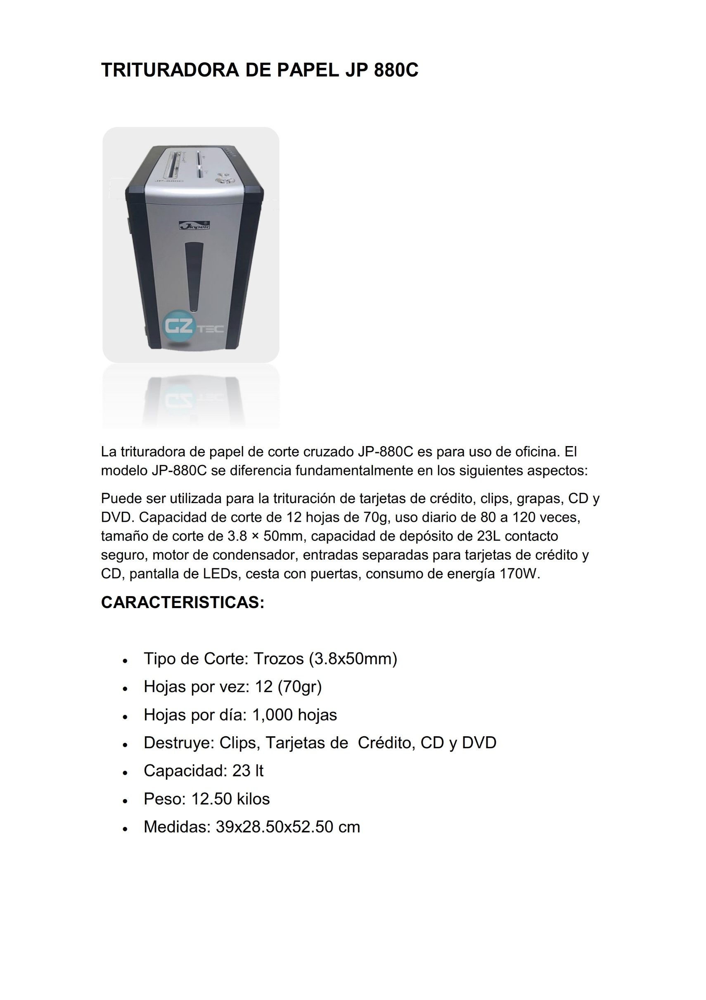 TRITURADORA DE PAPEL JP 880C
JP-880C
Jiapex®
GZ TEC
La trituradora de papel de corte cruzado JP-880C es para uso de oficina. El
modelo JP-880C se diferencia fundamentalmente en los siguientes aspectos:
Puede ser utilizada para la trituración de tarjetas de crédito, clips, grapas, CD y
DVD. Capacidad de corte de 12 hojas de 70g, uso diario de 80 a 120 veces,
tamaño de corte de 3.8 × 50mm, capacidad de depósito de 23L contacto
seguro, motor de condensador, entradas separadas para tarjetas de crédito y
CD, pantalla de LEDs, cesta con puertas, consumo de energía 170W.
CARACTERISTICAS:
• Tipo de Corte: Trozos (3.8x50mm)
• Hojas por vez: 12 (70gr)
• Hojas por día: 1,000 hojas
• Destruye: Clips, Tarjetas de  Crédito, CD y DVD
• Capacidad: 23 lt
• Peso: 12.50 kilos
• Medidas: 39x28.50x52.50 cm